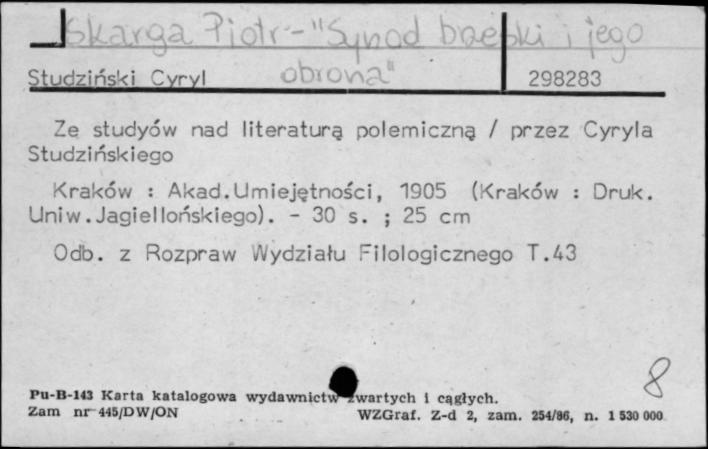 Skarga Piotr - "Synod brzeski i jego
obrona"
Studziński Cyryl 298283
Ze studyów nad literaturą polemiczną / przez Cyryla
Studzińskiego
Kraków : Akad.Umiejętności, 1905 (Kraków : Druk.
Uniw.Jagiellońskiego). - 30 s. ; 25 cm
Odb. z Rozpraw Wydziału Filologicznego T.43
8
Pu-B-143 Karta katalogowa wydawnictw zwartych i ciągłych.
Zam nr 445/DW/ON WZGraf. Z-d 2, zam. 254/86, n. 1 530 000